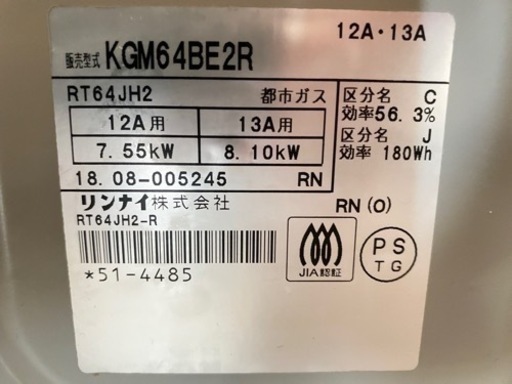 12A・13A
販売型式 KGM64BE2R
RT64JH2 都市ガス
12A用 13A用
7.55kW 8.10kW
18.08-005245 RN
区分名 C
効率56.3%
区分名 J
効率 180Wh
リンナイ株式会社
RT64JH2-R
RN(O)
*51-4485
JIA認証
PS
TG